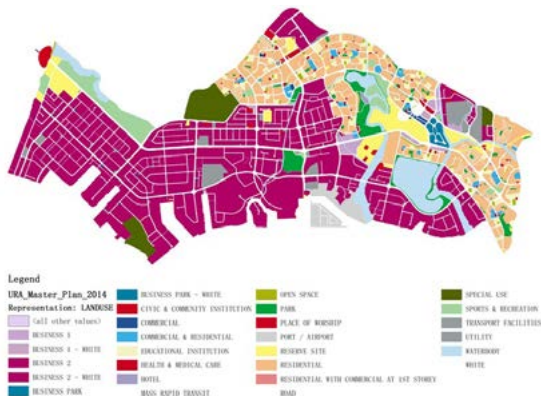 Legend
URA_Master_Plan_2014
Representation: LANDUSE
(all other values)
BUSINESS 1
BUSINESS 1 - WHITE
BUSINESS 2
BUSINESS 2 - WHITE
BUSINESS PARK
BUSINESS PARK - WHITE
CIVIC & COMMUNITY INSTITUTION
COMMERCIAL
COMMERCIAL & RESIDENTIAL
EDUCATIONAL INSTITUTION
HEALTH & MEDICAL CARE
HOTEL
MASS RAPID TRANSIT
OPEN SPACE
PARK
PLACE OF WORSHIP
PORT / AIRPORT
RESERVE SITE
RESIDENTIAL
RESIDENTIAL WITH COMMERCIAL AT 1ST STOREY
ROAD
SPECIAL USE
SPORTS & RECREATION
TRANSPORT FACILITIES
UTILITY
WATERBODY
WHITE